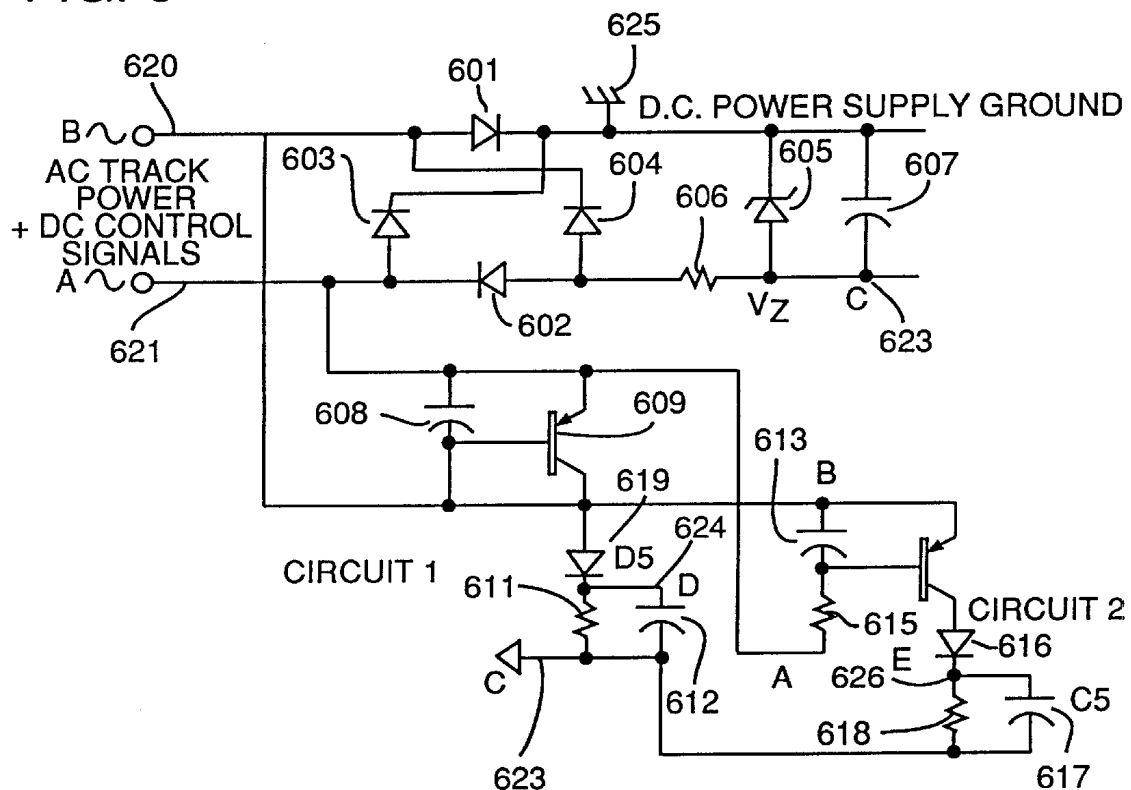 625
620
601
D.C. POWER SUPPLY GROUND
B
603
604
605
607
AC TRACK
POWER
+ DC CONTROL
SIGNALS
606
A
VZ
C
602
623
621
608
609
613
B
619
624
CIRCUIT 1
D5
D
611
615
CIRCUIT 2
616
C
A
E
626
612
C5
618
623
617